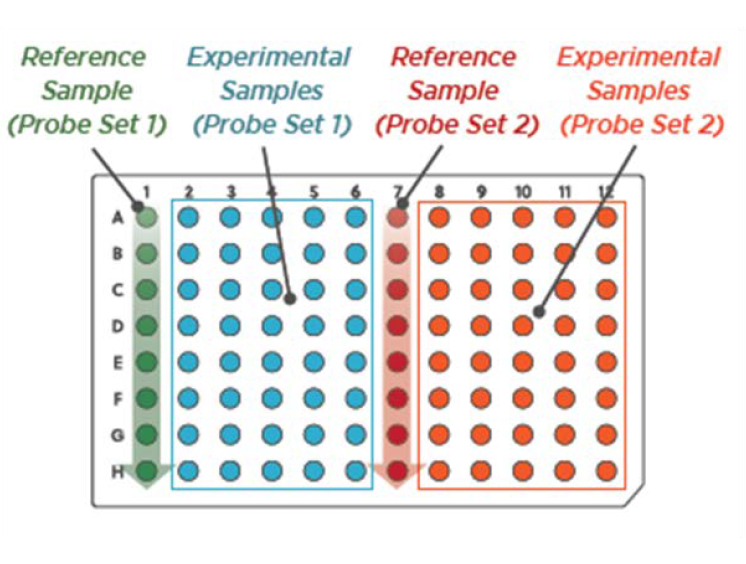 Reference
Sample
(Probe Set 1)
Experimental
Samples
(Probe Set 1)
Reference
Sample
(Probe Set 2)
Experimental
Samples
(Probe Set 2)
1 2 3 4 5 6 7 8 9 10 11 12
A
B
C
D
E
F
G
H